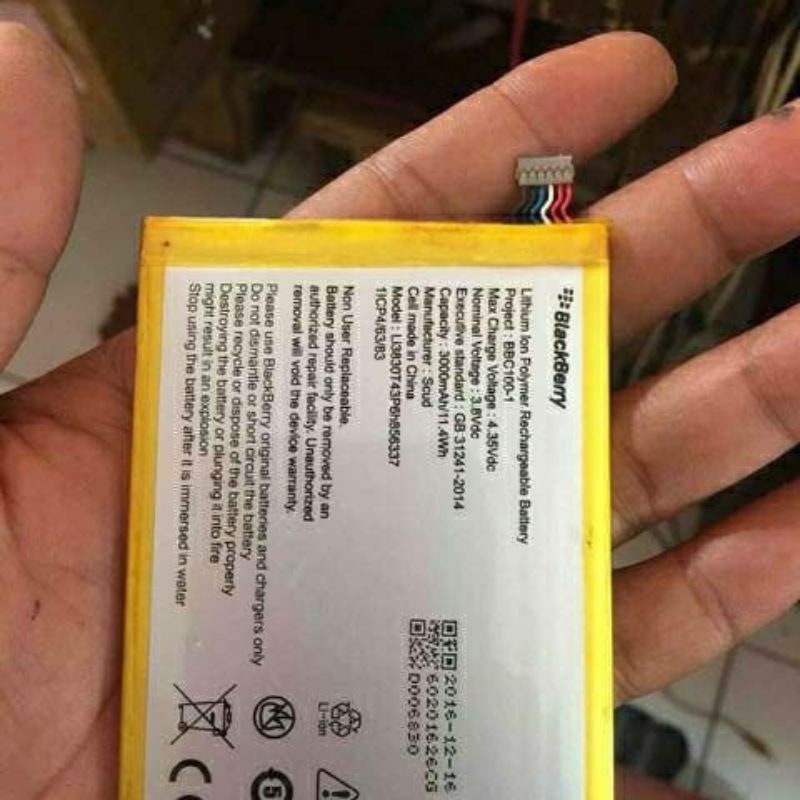 BlackBerry
Lithium Ion Polymer Rechargeable Battery
Project : BBC100-1
Max Charge Voltage : 4.35Vdc
Nominal Voltage : 3.8Vdc
Executive standard : GB 31241-2014
Capacity : 3000mAh/11.4Wh
Manufacturer : Scud
Cell made in China
Model : Li3830T43P6h856337
1ICP4/63/83
Non User Replaceable.
Battery should only be removed by an
authorized repair facility. Unauthorized
removal will void the device warranty.
Please use BlackBerry original batteries and chargers only
Do not dismantle or short circuit the battery
Please recycle or dispose of the battery properly
Destroying the battery or plunging it into fire
might result in an explosion
Stop using the battery after it is immersed in water
2016-12-16
60201626CG
D006830
Li-ion
5